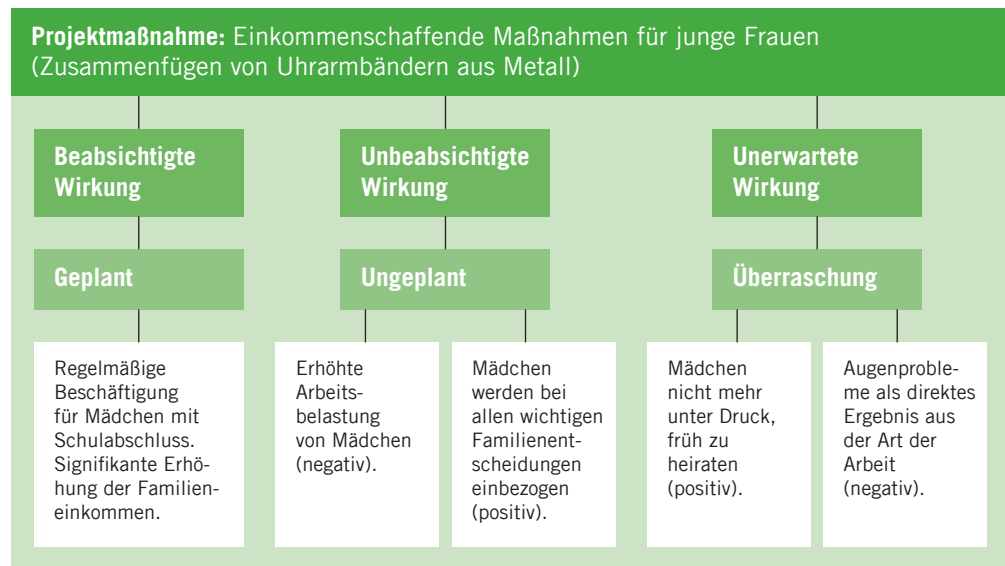 Projektmaßnahme: Einkommenschaffende Maßnahmen für junge Frauen
(Zusammenfügen von Uhrarmbändern aus Metall)
Beabsichtigte
Wirkung
Unbeabsichtigte
Wirkung
Unerwartete
Wirkung
Geplant
Ungeplant
Überraschung
Regelmäßige
Beschäftigung
für Mädchen mit
Schulabschluss.
Signifikante Erhö-
hung der Familien-
einkommen.
Erhöhte
Arbeits-
belastung
von Mädchen
(negativ).
Mädchen
werden bei
allen wichtigen
Familienent-
scheidungen
einbezogen
(positiv).
Mädchen
nicht mehr
unter Druck,
früh zu
heiraten
(positiv).
Augenproble-
me als direktes
Ergebnis aus
der Art der
Arbeit
(negativ).